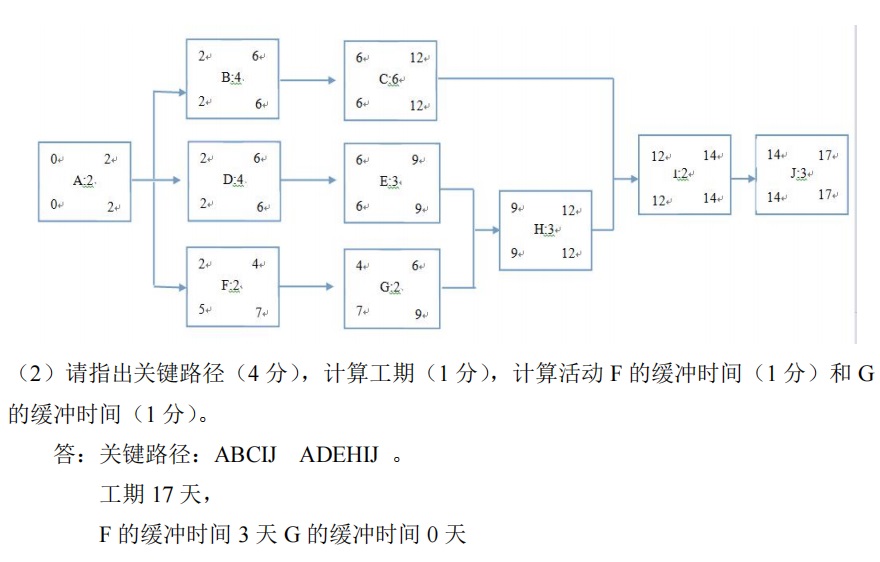 2 6
B:4
2 6
6 12
C:6
6 12
0 2
A:2
0 2
2 6
D:4
2 6
6 9
E:3
6 9
9 12
H:3
9 12
12 14
I:2
12 14
14 17
J:3
14 17
2 4
F:2
5 7
4 6
G:2
7 9
（2）请指出关键路径（4 分），计算工期（1 分），计算活动 F 的缓冲时间（1 分）和 G
的缓冲时间（1 分）。
答：关键路径：ABCIJ ADEHIJ 。
工期 17 天，
F 的缓冲时间 3 天 G 的缓冲时间 0 天